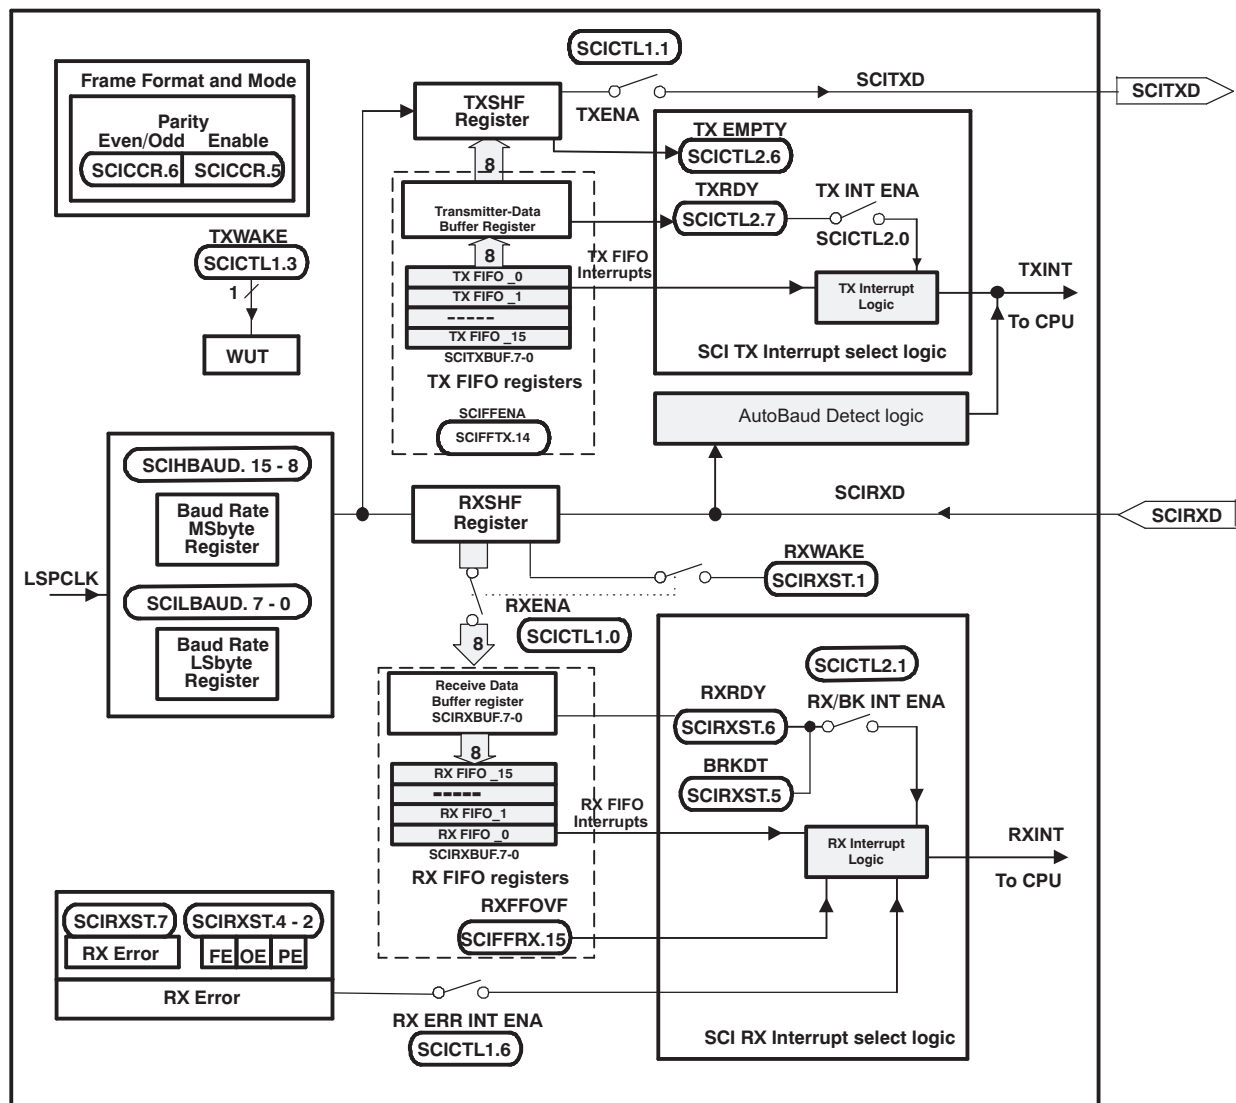 SCICTL1.1
Frame Format and Mode
Parity
Even/Odd Enable
SCICCR.6 SCICCR.5
TXSHF
Register
TXENA
SCITXD
SCITXD
TX EMPTY
SCICTL2.6
8
Transmitter-Data
Buffer Register
TXRDY
SCICTL2.7
TX INT ENA
SCICTL2.0
TXWAKE
SCICTL1.3
1
WUT
8
TX FIFO
Interrupts
TX FIFO _0
TX FIFO _1
-----
TX FIFO _15
SCITXBUF.7-0
TX FIFO registers
SCIFFENA
SCIFFTX.14
TX Interrupt
Logic
TXINT
To CPU
SCI TX Interrupt select logic
AutoBaud Detect logic
SCIHBAUD. 15 - 8
Baud Rate
MSbyte
Register
LSPCLK
SCILBAUD. 7 - 0
Baud Rate
LSbyte
Register
RXSHF
Register
SCIRXD
SCIRXD
RXWAKE
SCIRXST.1
RXENA
SCICTL1.0
8
Receive Data
Buffer register
SCIRXBUF.7-0
8
SCICTL2.1
RXRDY
RX/BK INT ENA
SCIRXST.6
BRKDT
SCIRXST.5
RX FIFO _15
-----
RX FIFO_1
RX FIFO _0
SCIRXBUF.7-0
RX FIFO registers
RX FIFO
Interrupts
RX Interrupt
Logic
RXINT
To CPU
RXFFOVF
SCIFFRX.15
SCIRXST.7 SCIRXST.4 - 2
RX Error FE OE PE
RX Error
RX ERR INT ENA
SCICTL1.6
SCI RX Interrupt select logic